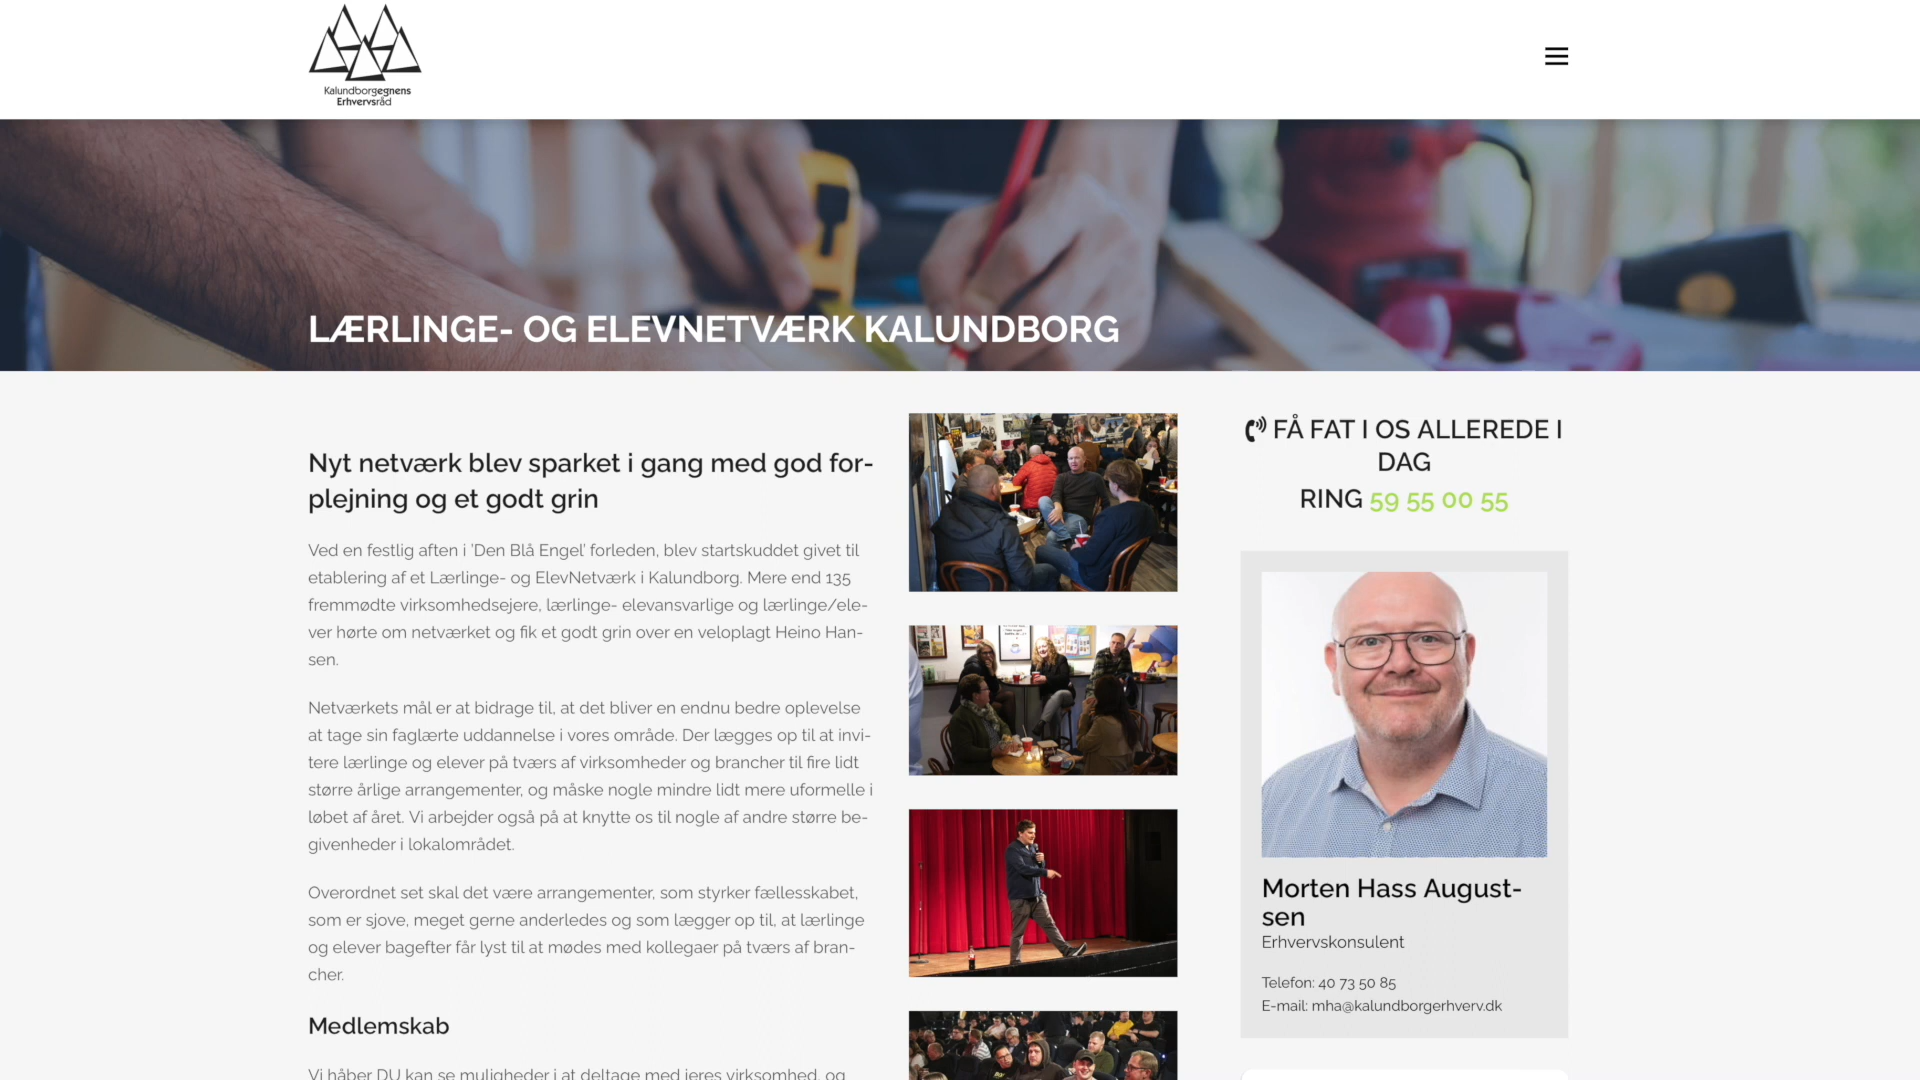 Kalundborgegnens
Erhvervsråd
LÆRLINGE- OG ELEVNETVÆRK KALUNDBORG
Nyt netværk blev sparket i gang med god for-
plejning og et godt grin
Ved en festlig aften i 'Den Blå Engel' forleden, blev startskuddet givet til
etablering af et Lærlinge- og ElevNetværk i Kalundborg. Mere end 135
fremmødte virksomhedsejere, lærlinge- elevansvarlige og lærlinge/ele-
ver hørte om netværket og fik et godt grin over en veloplagt Heino Han-
sen.
Netværkets mål er at bidrage til, at det bliver en endnu bedre oplevelse
at tage sin faglærte uddannelse i vores område. Der lægges op til at invi-
tere lærlinge og elever på tværs af virksomheder og brancher til fire lidt
større årlige arrangementer, og måske nogle mindre lidt mere uformelle i
løbet af året. Vi arbejder også på at knytte os til nogle af andre større be-
givenheder i lokalområdet.
Overordnet set skal det være arrangementer, som styrker fællesskabet,
som er sjove, meget gerne anderledes og som lægger op til, at lærlinge
og elever bagefter får lyst til at mødes med kollegaer på tværs af bran-
cher.
Medlemskab
Vi håber DU kan se muligheder i at deltage med jeres virksomhed, og
FÅ FAT I OS ALLEREDE I
DAG
RING 59 55 00 55
Morten Hass August-
sen
Erhvervskonsulent
Telefon: 40 73 50 85
E-mail: mha@kalundborgerhverv.dk